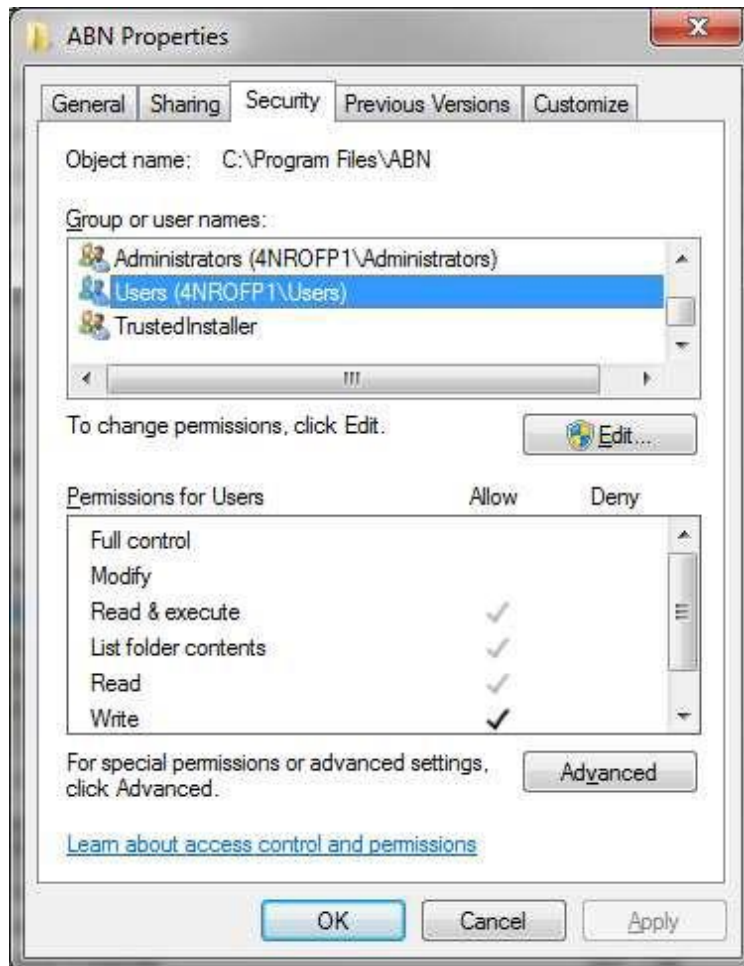 ABN Properties
General Sharing Security Previous Versions Customize
Object name: C:\Program Files\ABN
Group or user names:
Administrators (4NROFP1\Administrators)
Users (4NROFP1\Users)
TrustedInstaller
To change permissions, click Edit.
Edit...
Permissions for Users Allow Deny
Full control
Modify
Read & execute
List folder contents
Read
Write
For special permissions or advanced settings,
click Advanced.
Advanced
Learn about access control and permissions
OK Cancel Apply